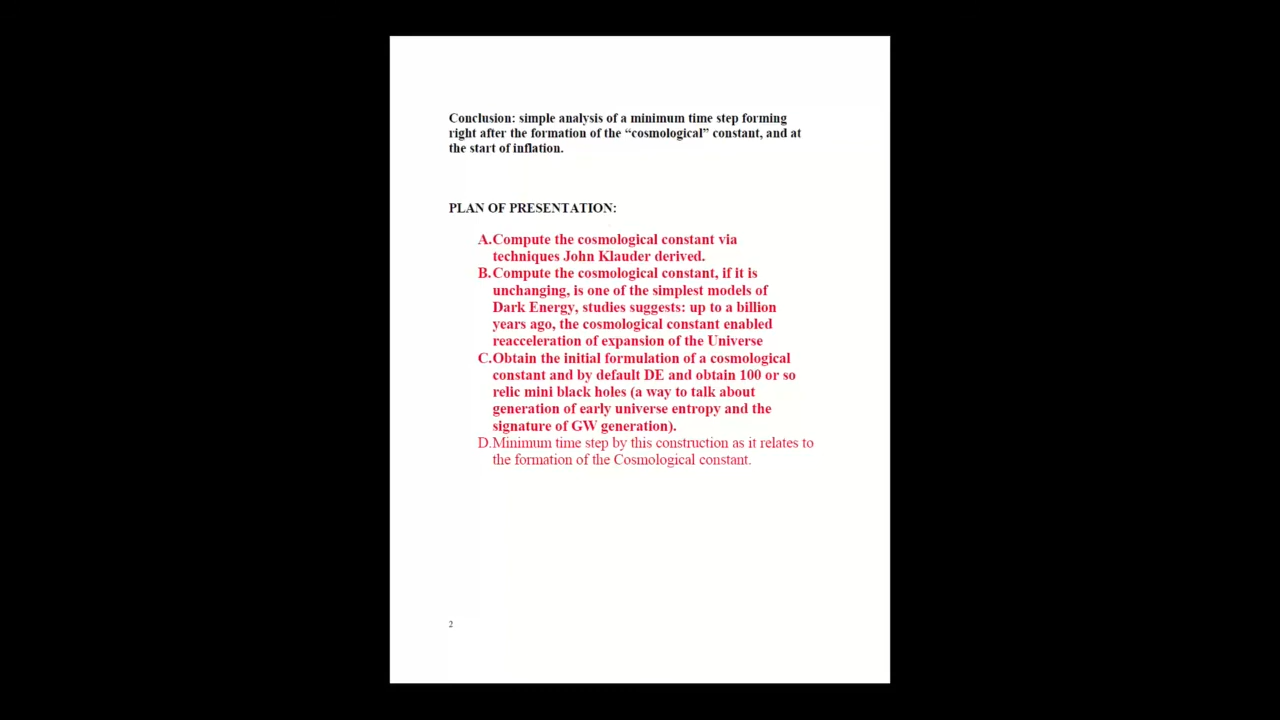 Conclusion: simple analysis of a minimum time step forming
right after the formation of the “cosmological” constant, and at
the start of inflation.
PLAN OF PRESENTATION:
A.Compute the cosmological constant via
techniques John Klauder derived.
B.Compute the cosmological constant, if it is
unchanging, is one of the simplest models of
Dark Energy, studies suggests: up to a billion
years ago, the cosmological constant enabled
reacceleration of expansion of the Universe
C.Obtain the initial formulation of a cosmological
constant and by default DE and obtain 100 or so
relic mini black holes (a way to talk about
generation of early universe entropy and the
signature of GW generation).
D.Minimum time step by this construction as it relates to
the formation of the Cosmological constant.
2